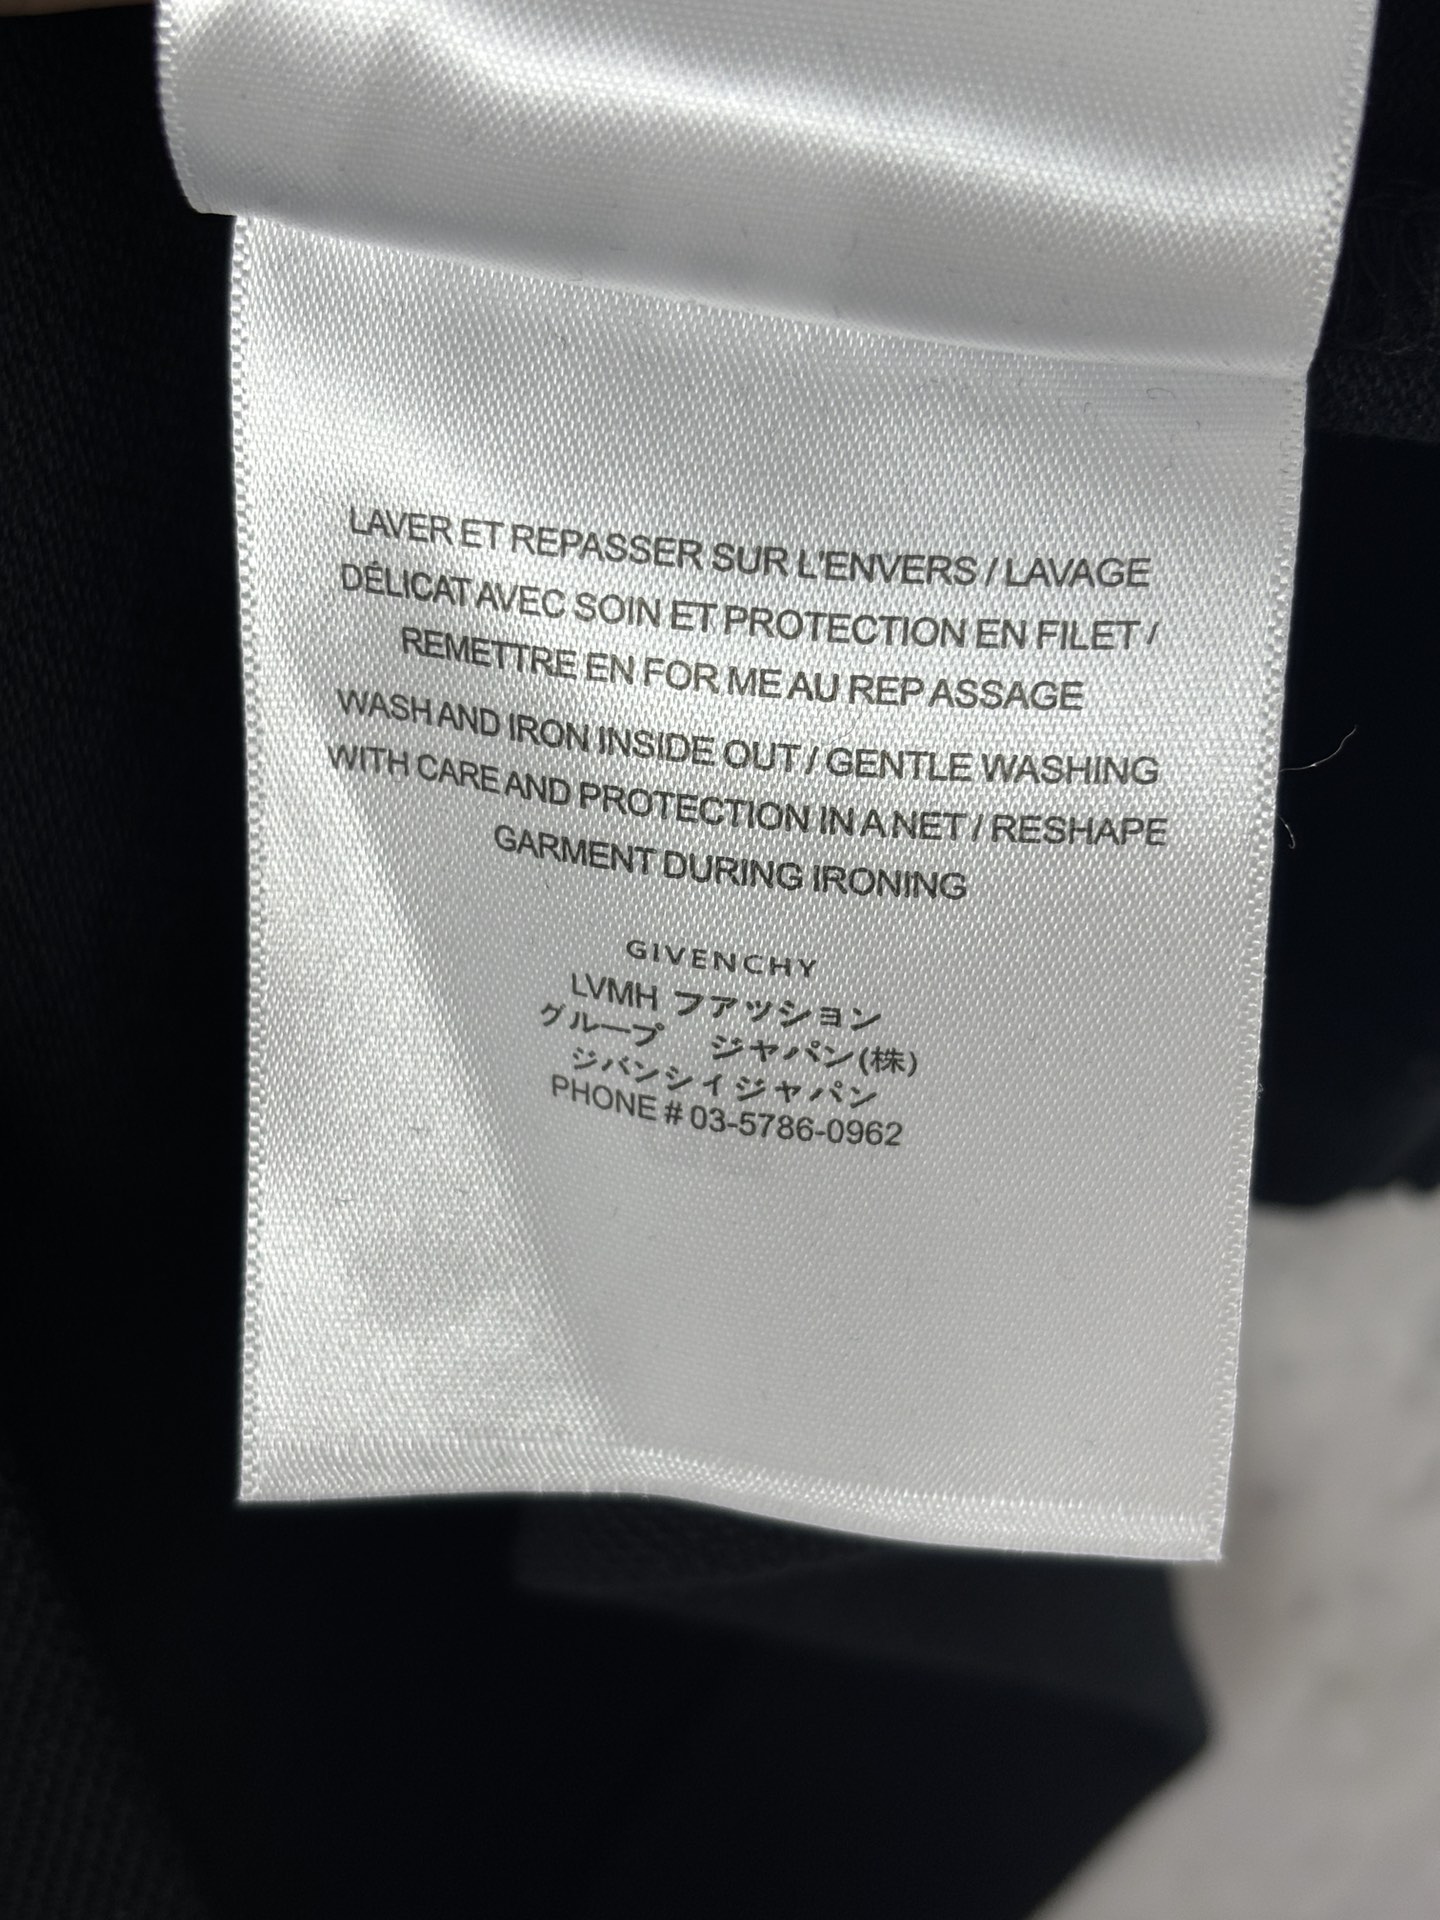 LAVER ET REPASSER SUR L'ENVERS / LAVAGE
DÉLICAT AVEC SOIN ET PROTECTION EN FILET /
REMETTRE EN FOR ME AU REP ASSAGE
WASH AND IRON INSIDE OUT / GENTLE WASHING
WITH CARE AND PROTECTION IN A NET / RESHAPE
GARMENT DURING IRONING
GIVENCHY
LVMH ファッション
グループ ジャパン(株)
ジバンシイジャパン
PHONE # 03-5786-0962